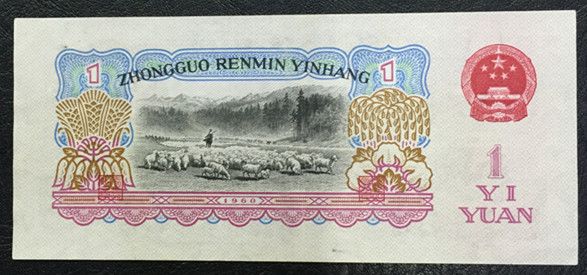 ZHONGGUO RENMIN YINHANG
1
1
1960
1
YI
YUAN